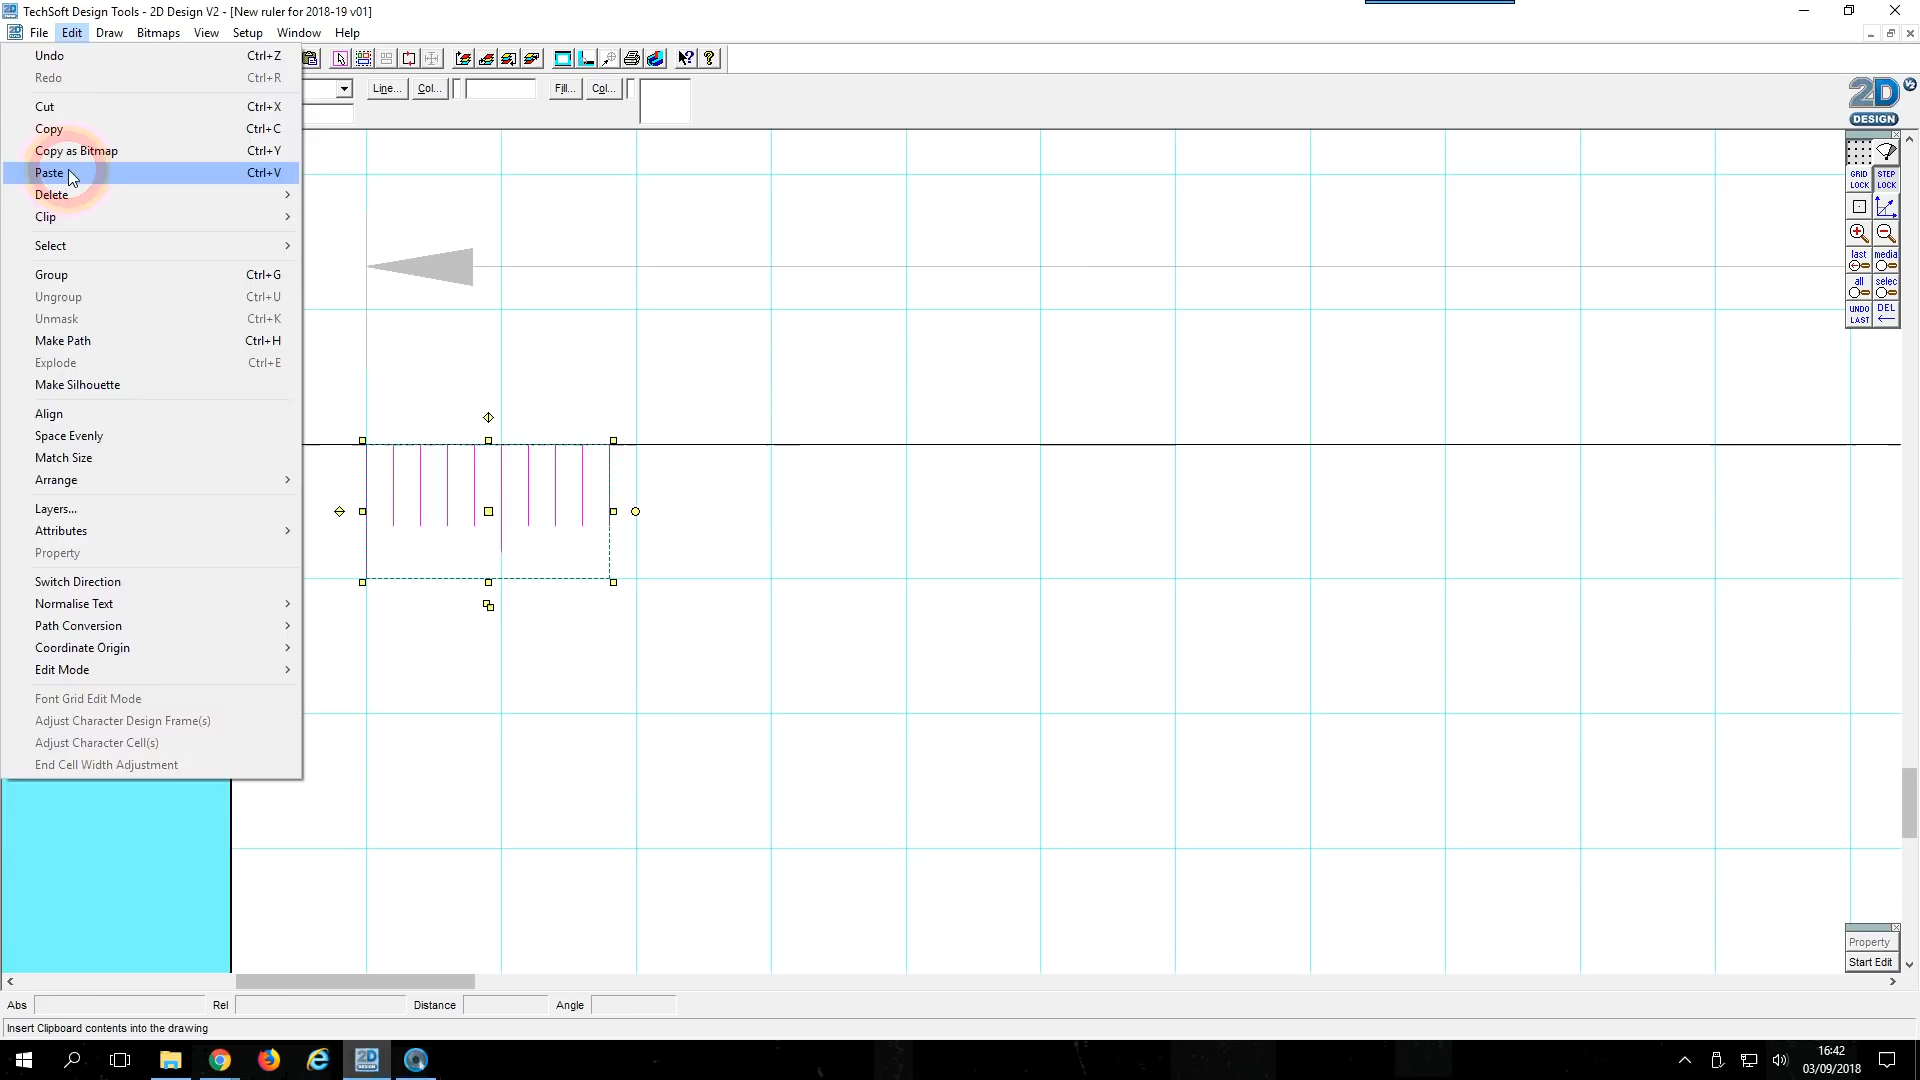 TechSoft Design Tools - 2D Design V2 - [New ruler for 2018-19 v01]
File Edit Draw Bitmaps View Setup Window Help
Undo Ctrl+Z
Redo Ctrl+R
Cut Ctrl+X
Copy Ctrl+C
Copy as Bitmap Ctrl+Y
Paste Ctrl+V
Delete
Clip
Select
Group Ctrl+G
Ungroup Ctrl+U
Unmask Ctrl+K
Make Path Ctrl+H
Explode Ctrl+E
Make Silhouette
Align
Space Evenly
Match Size
Arrange
Layers...
Attributes
Property
Switch Direction
Normalise Text
Path Conversion
Coordinate Origin
Edit Mode
Font Grid Edit Mode
Adjust Character Design Frame(s)
Adjust Character Cell(s)
End Cell Width Adjustment
Line... Col... Fill... Col...
2D V2
DESIGN
GRID LOCK STEP LOCK
last media
all selec
UNDO LAST DEL
Property
Start Edit
Abs Rel Distance Angle
Insert Clipboard contents into the drawing
2D DESIGN
16:42
03/09/2018